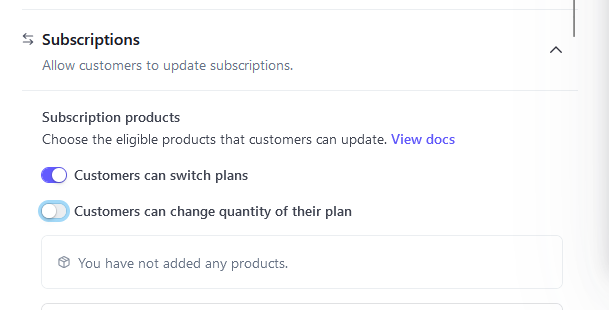 Subscriptions
Allow customers to update subscriptions.
Subscription products
Choose the eligible products that customers can update. View docs
Customers can switch plans
Customers can change quantity of their plan
You have not added any products.